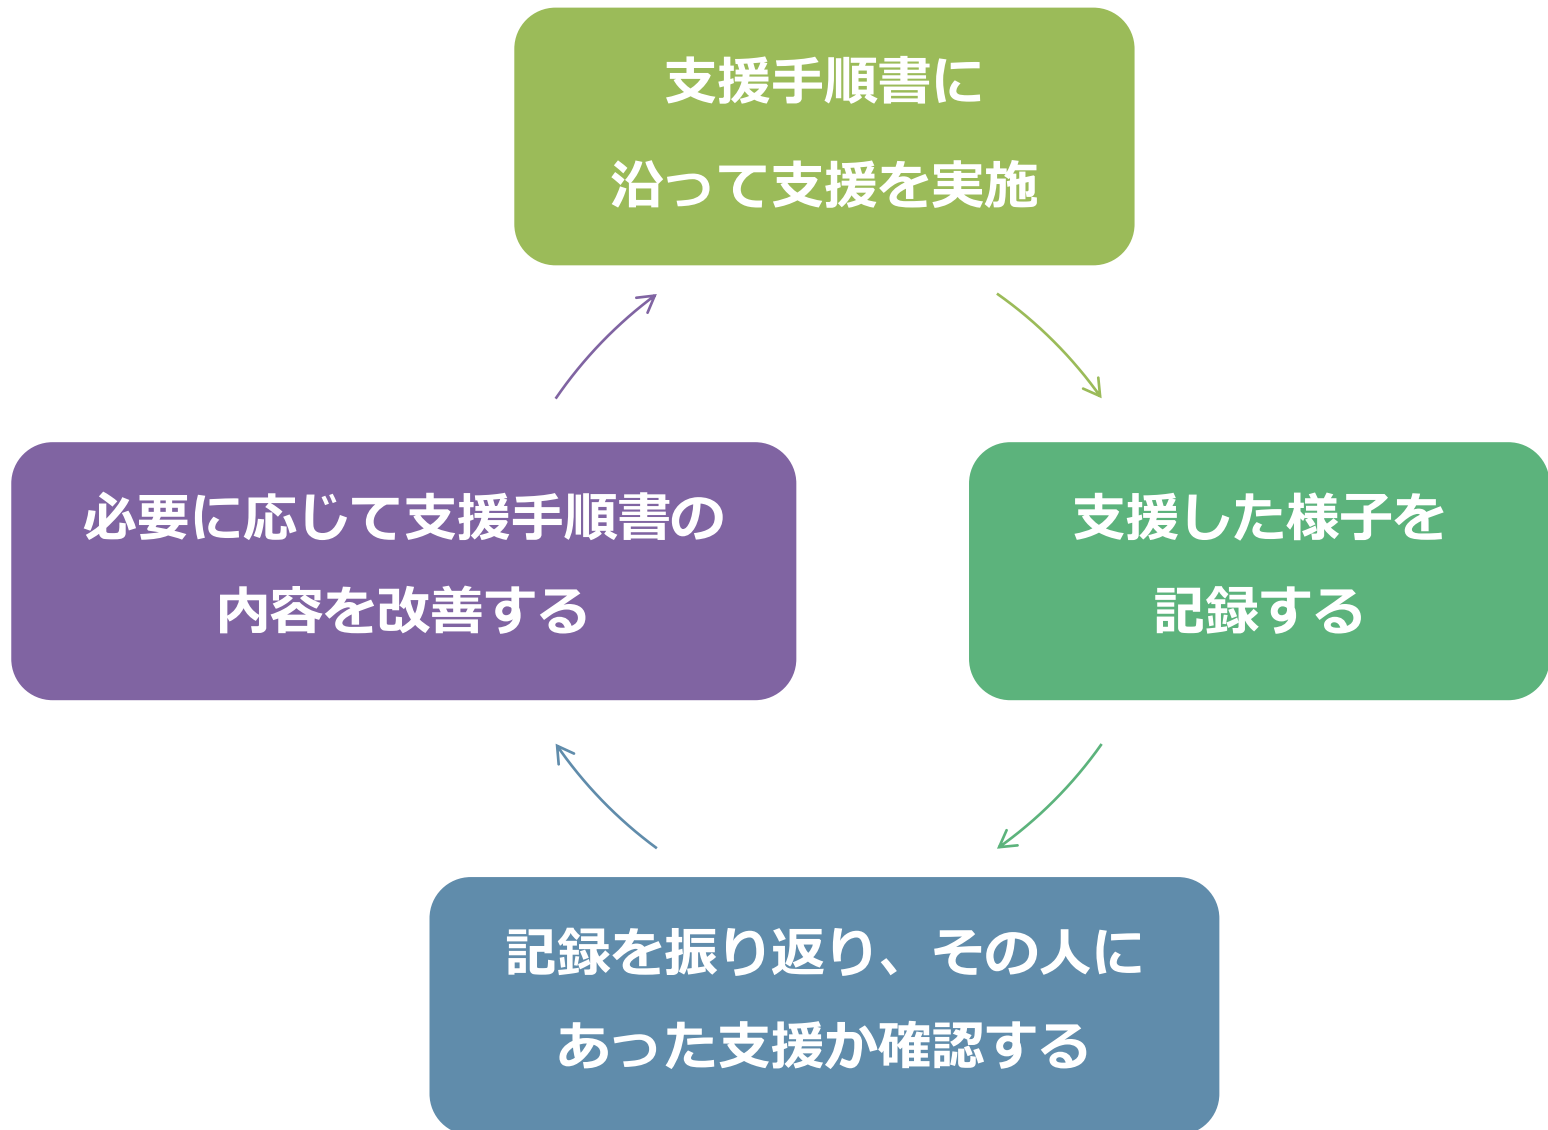 支援手順書に
沿って支援を実施
支援した様子を
記録する
記録を振り返り、その人に
あった支援か確認する
必要に応じて支援手順書の
内容を改善する